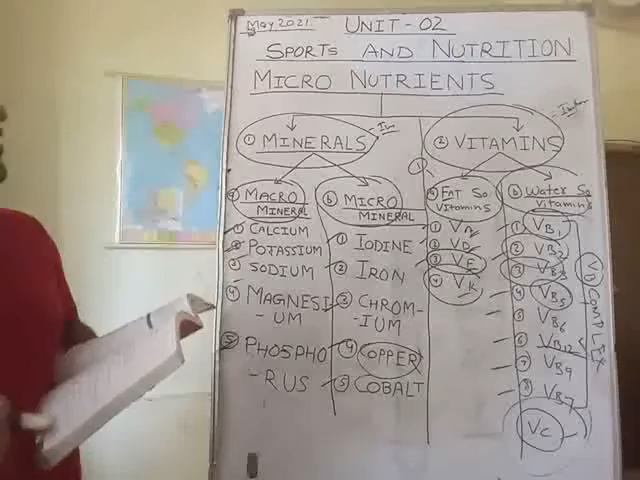 May 2021
UNIT-02
SPORTS AND NUTRITION
MICRO NUTRIENTS
① MINERALS
② VITAMINS
MACRO MINERAL
① CALCIUM
② POTASSIUM
③ SODIUM
④ MAGNESI
-UM
⑤ PHOSPHO
-RUS
ⓑ MICRO MINERAL
① IODINE
② IRON
③ CHROM-
-IUM
④ COPPER
⑤ COBALT
FAT So
Vitamins
① VA
② VD
③ VE
④ VK
ⓑ Water So
Vitamins
① VB1
② VB2
③ VB3
④ VB5
⑤ VB6
⑥ VB12
⑦ VB9
⑧ VB7
VC
COMPLEX